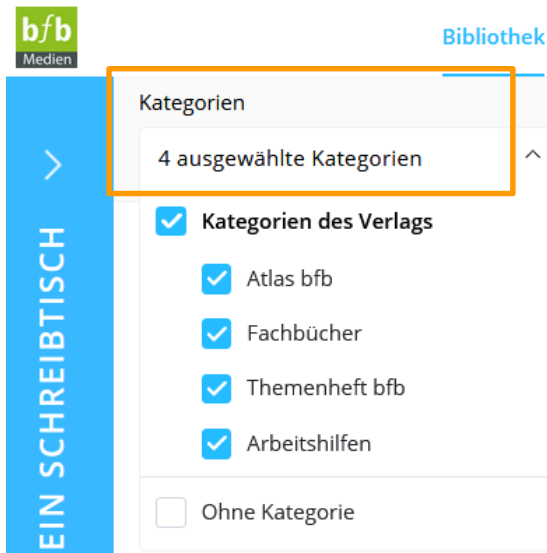 bfb
Medien
Bibliothek
Kategorien
4 ausgewählte Kategorien
Kategorien des Verlags
Atlas bfb
Fachbücher
Themenheft bfb
Arbeitshilfen
Ohne Kategorie
EIN SCHREIBTISCH